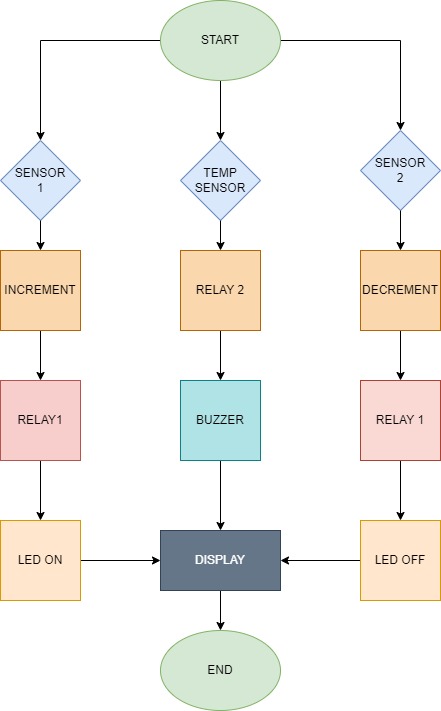 START
SENSOR
1
TEMP
SENSOR
SENSOR
2
INCREMENT
RELAY 2
DECREMENT
RELAY1
BUZZER
RELAY 1
LED ON
DISPLAY
LED OFF
END